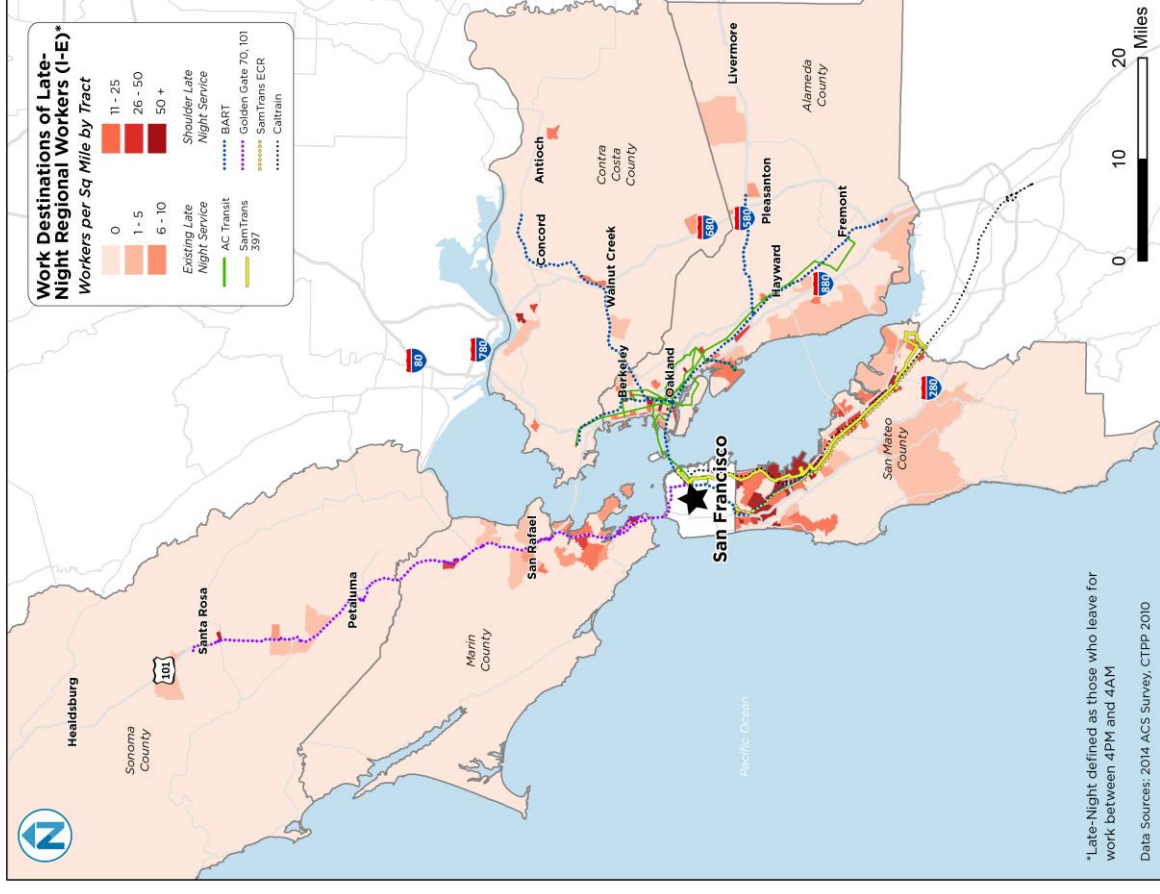 Work Destinations of Late-
Night Regional Workers (I-E)*
Workers per Sq Mile by Tract
0
1 - 5
6 - 10
11 - 25
26 - 50
50 +
Existing Late
Night Service
AC Transit
SamTrans
397
Shoulder Late
Night Service
BART
Golden Gate 70, 101
SamTrans ECR
Caltrain
N
Healdsburg
101
Santa Rosa
Sonoma
County
Petaluma
Marin
County
San Rafael
80
780
Antioch
Concord
Contra
Costa
County
Walnut Creek
Berkeley
Oakland
680
580
Livermore
Pleasanton
Alameda
County
Hayward
880
Fremont
San Francisco
San Mateo
County
280
Pacific Ocean
*Late-Night defined as those who leave for
work between 4PM and 4AM
Data Sources: 2014 ACS Survey, CTPP 2010
0 10 20
Miles